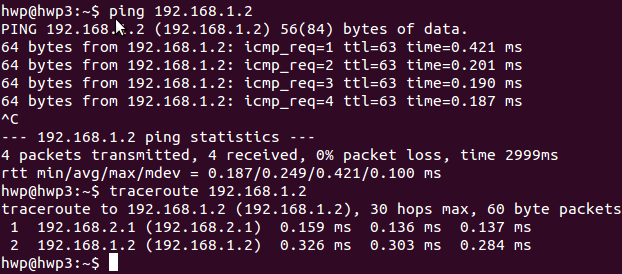 hwp@hwp3:~$ ping 192.168.1.2
PING 192.168.1.2 (192.168.1.2) 56(84) bytes of data.
64 bytes from 192.168.1.2: icmp_req=1 ttl=63 time=0.421 ms
64 bytes from 192.168.1.2: icmp_req=2 ttl=63 time=0.201 ms
64 bytes from 192.168.1.2: icmp_req=3 ttl=63 time=0.190 ms
64 bytes from 192.168.1.2: icmp_req=4 ttl=63 time=0.187 ms
^C
--- 192.168.1.2 ping statistics ---
4 packets transmitted, 4 received, 0% packet loss, time 2999ms
rtt min/avg/max/mdev = 0.187/0.249/0.421/0.100 ms
hwp@hwp3:~$ traceroute 192.168.1.2
traceroute to 192.168.1.2 (192.168.1.2), 30 hops max, 60 byte packets
 1  192.168.2.1 (192.168.2.1)  0.159 ms  0.136 ms  0.137 ms
 2  192.168.1.2 (192.168.1.2)  0.326 ms  0.303 ms  0.284 ms
hwp@hwp3:~$